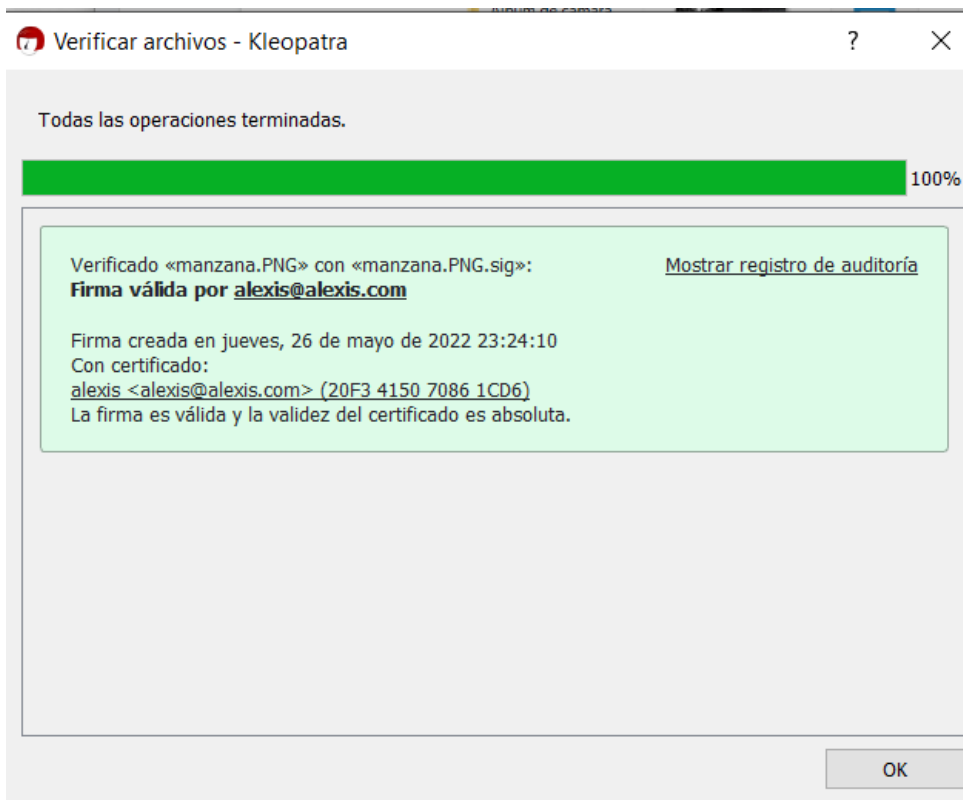 Álbum de cámara
Verificar archivos - Kleopatra
?
Todas las operaciones terminadas.
100%
Verificado «manzana.PNG» con «manzana.PNG.sig»:
Mostrar registro de auditoría
Firma válida por alexis@alexis.com
Firma creada en jueves, 26 de mayo de 2022 23:24:10
Con certificado:
alexis <alexis@alexis.com> (20F3 4150 7086 1CD6)
La firma es válida y la validez del certificado es absoluta.
OK